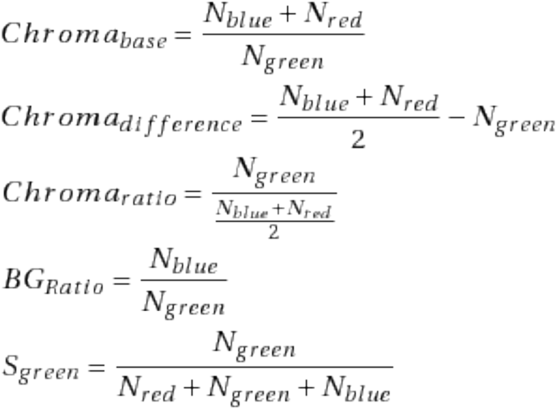 $Chroma_{base} = \frac{N_{blue} + N_{red}}{N_{green}}$
$Chroma_{difference} = \frac{N_{blue} + N_{red}}{2} - N_{green}$
$Chroma_{ratio} = \frac{N_{green}}{\frac{N_{blue} + N_{red}}{2}}$
$BG_{Ratio} = \frac{N_{blue}}{N_{green}}$
$S_{green} = \frac{N_{green}}{N_{red} + N_{green} + N_{blue}}$